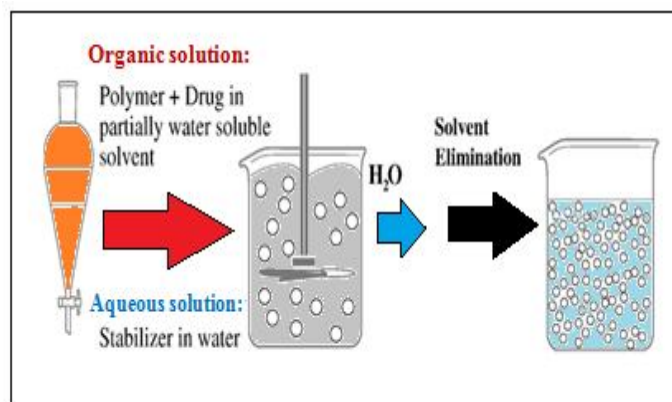 Organic solution:
Polymer + Drug in
partially water soluble
solvent
Aqueous solution:
Stabilizer in water
H₂O
Solvent
Elimination